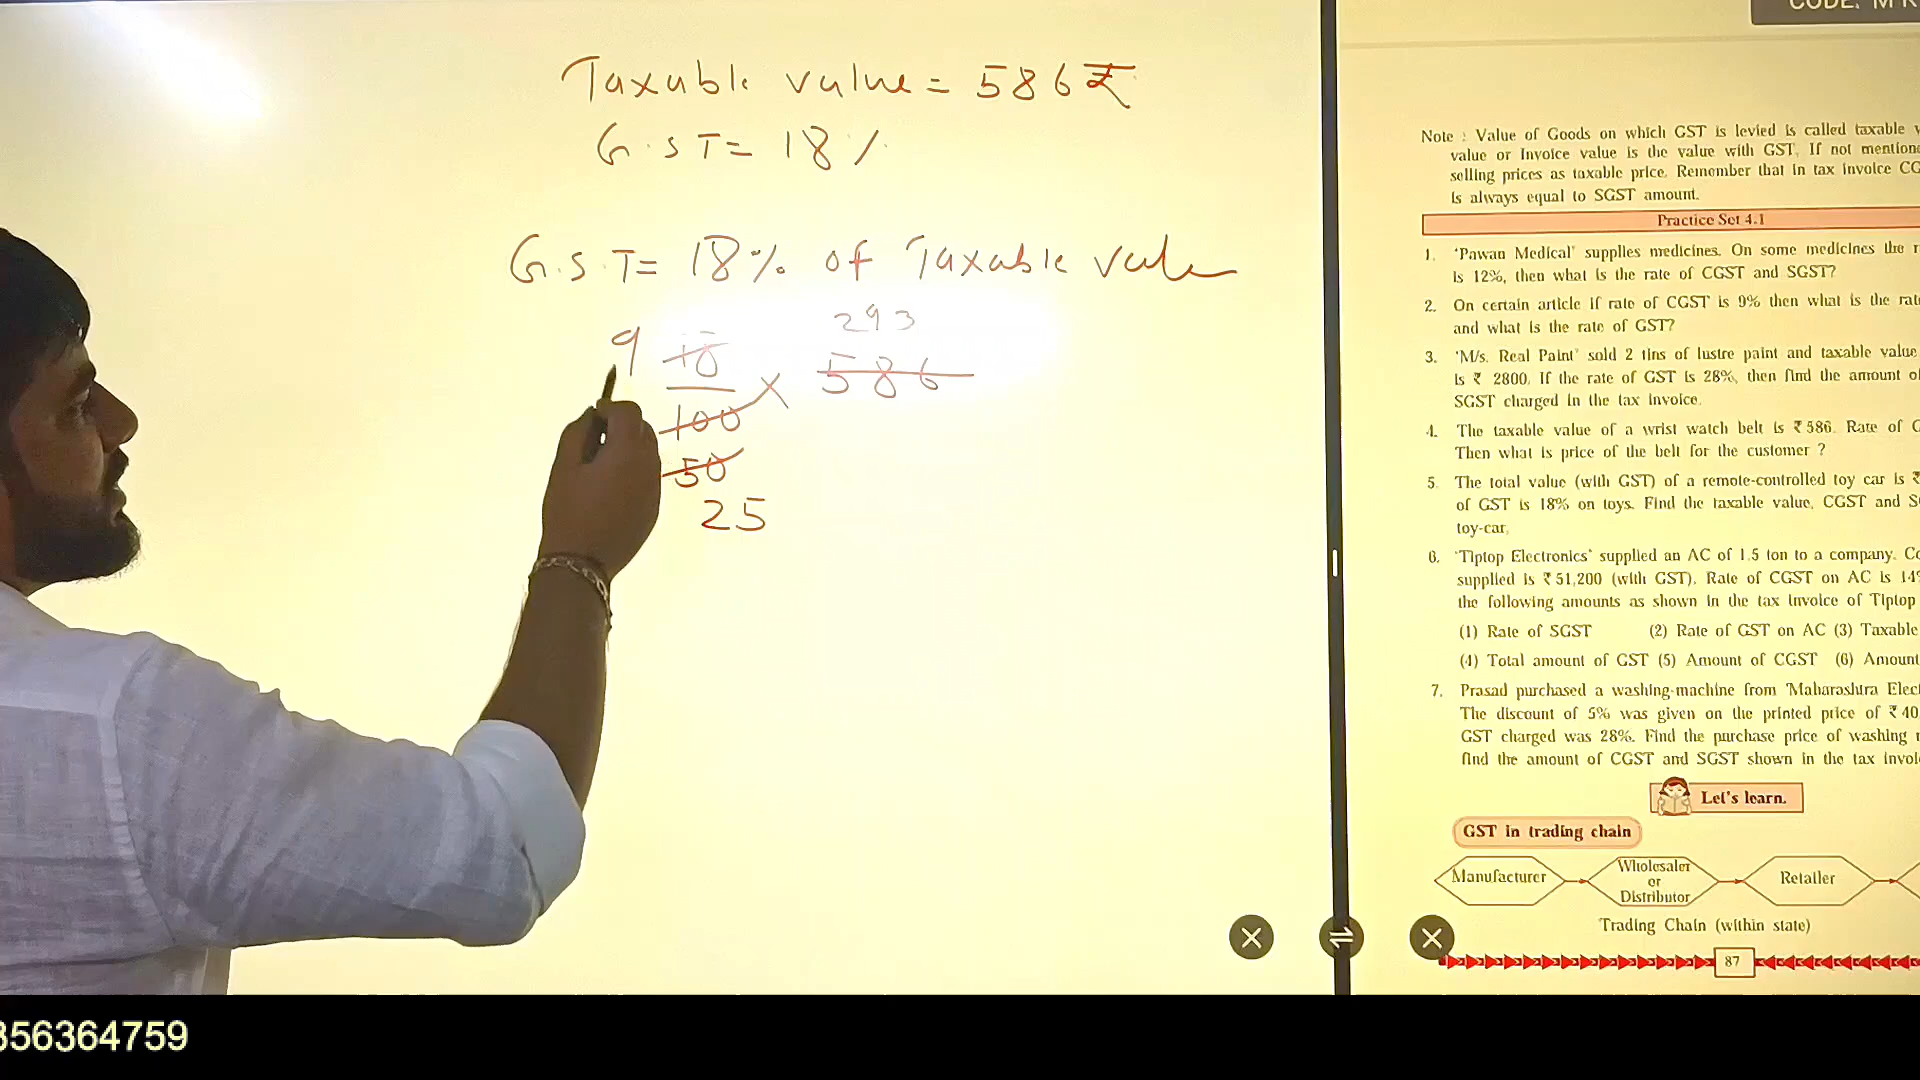 Taxable value = 586 ₹
G.S T = 18 %
G.S.T = 18% of Taxable value
293
9 18 × 586
100
50
25
CODE: M
Note : Value of Goods on which GST is levied is called taxable
value or Invoice value is the value with GST. If not
selling prices as taxable price. Remember that in tax invoice
is always equal to SGST amount.
Practice Set 4.1
1. 'Pawan Medical' supplies medicines. On some medicines the
is 12%, then what is the rate of CGST and SGST?
2. On certain article if rate of CGST is 9% then what is the
and what is the rate of GST?
3. 'M/s. Real Paint' sold 2 tins of lustre paint and taxable value
is ₹ 2800. If the rate of GST is 28%, then find the amount
SGST charged in the tax invoice.
4. The taxable value of a wrist watch belt is ₹ 586. Rate of
Then what is price of the belt for the customer ?
5. The total value (with GST) of a remote-controlled toy car is ₹
of GST is 18% on toys. Find the taxable value, CGST and
toy-car.
6. 'Tiptop Electronics' supplied an AC of 1.5 ton to a company.
supplied is ₹ 51,200 (with GST). Rate of CGST on AC is 14
the following amounts as shown in the tax invoice of Tiptop
(1) Rate of SGST (2) Rate of GST on AC (3) Taxable
(4) Total amount of GST (5) Amount of CGST (6) Amount
7. Prasad purchased a washing-machine from 'Maharashtra
The discount of 5% was given on the printed price of ₹ 40
GST charged was 28%. Find the purchase price of washing
find the amount of CGST and SGST shown in the tax
Let's learn.
GST in trading chain
Manufacturer
Wholesaler
or
Distributor
Retailer
Trading Chain (within state)
87
856364759